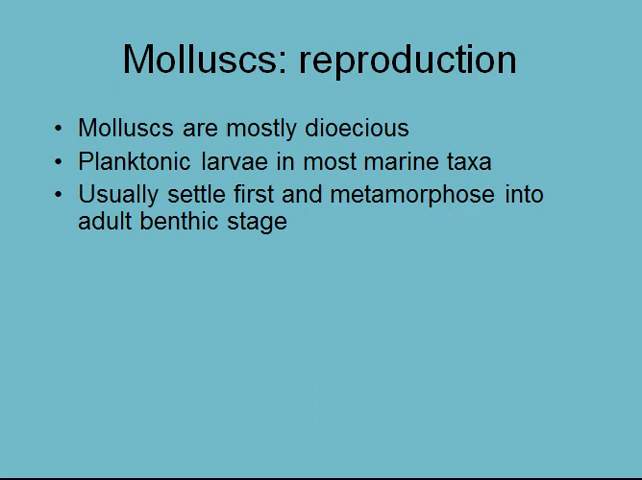 Molluscs: reproduction
• Molluscs are mostly dioecious
• Planktonic larvae in most marine taxa
• Usually settle first and metamorphose into
adult benthic stage